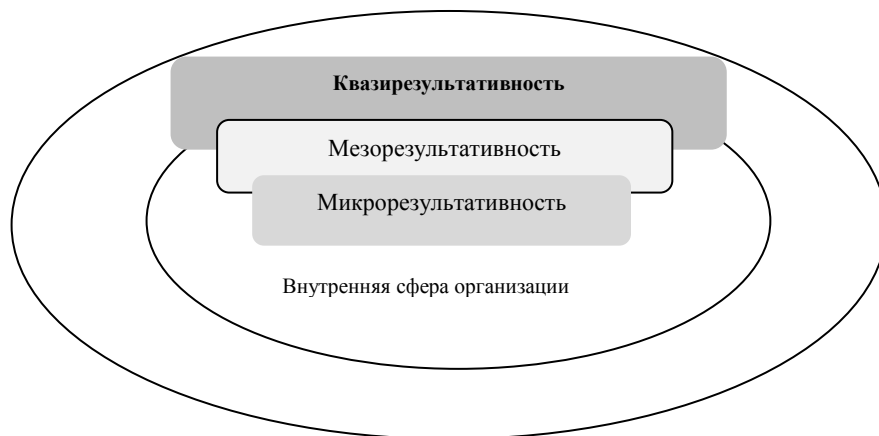 Квазирезультативность
Мезорезультативность
Микрорезультативность
Внутренняя сфера организации